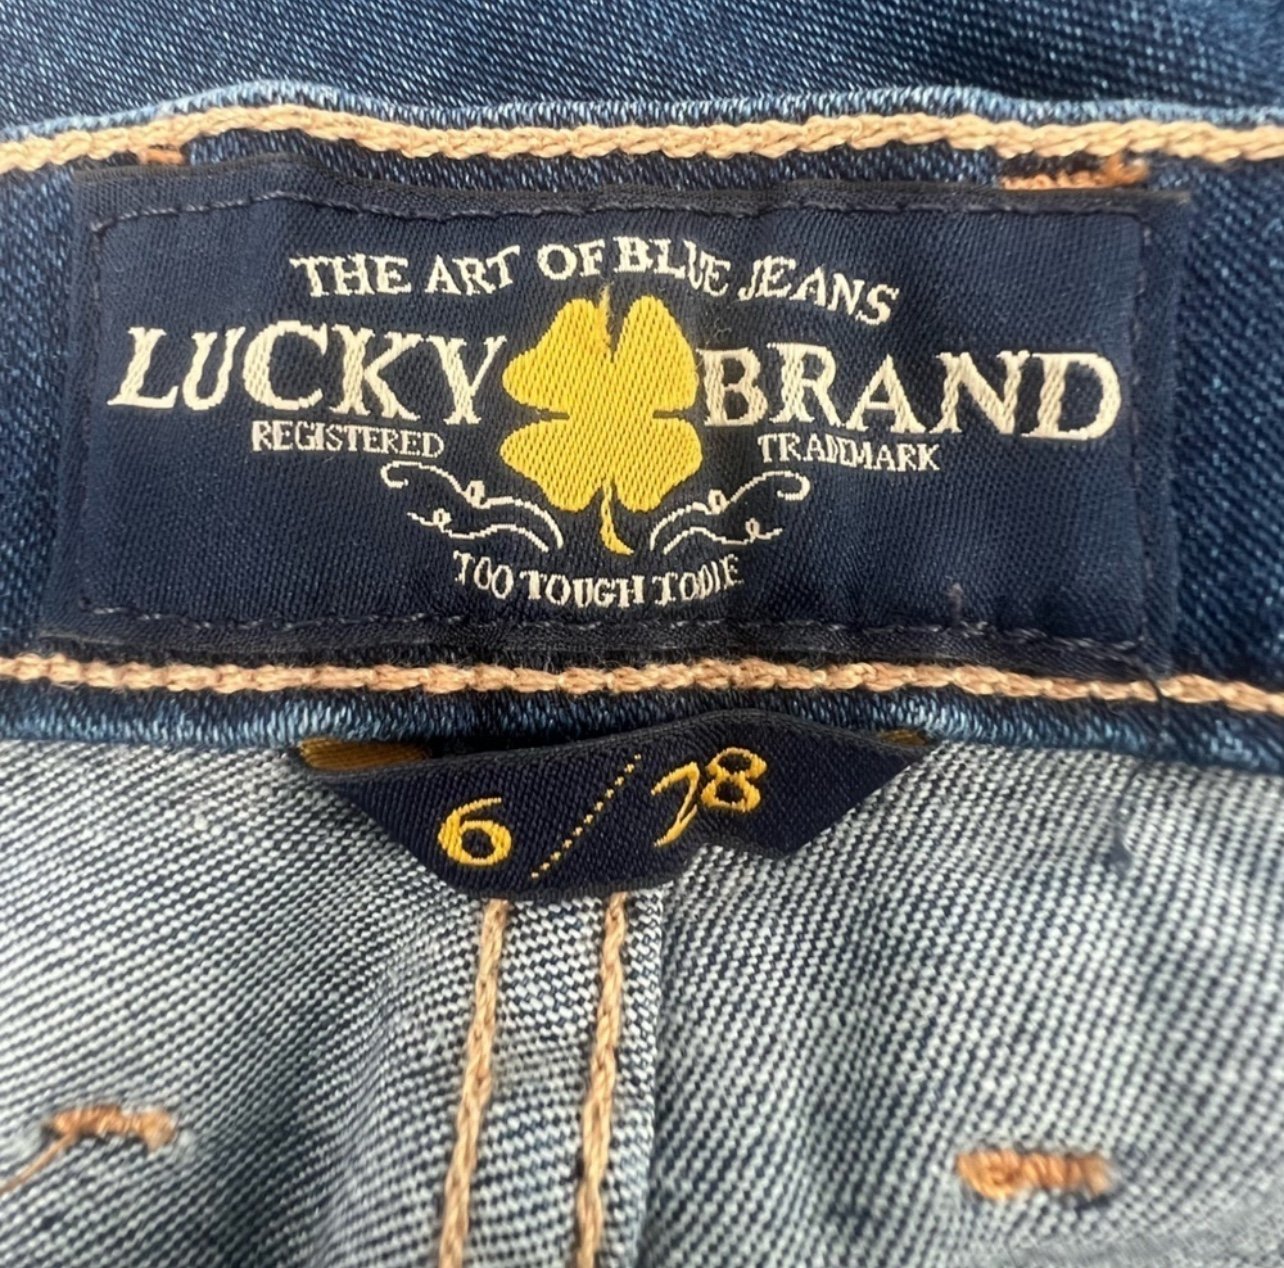 THE ART OF BLUE JEANS
LUCKY BRAND
REGISTERED TRADEMARK
TOO TOUGH TO DIE
6 / 28